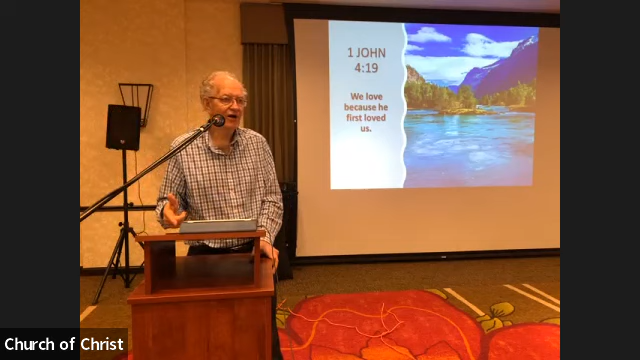 1 JOHN
4:19
We love
because he
first loved
us.
Church of Christ